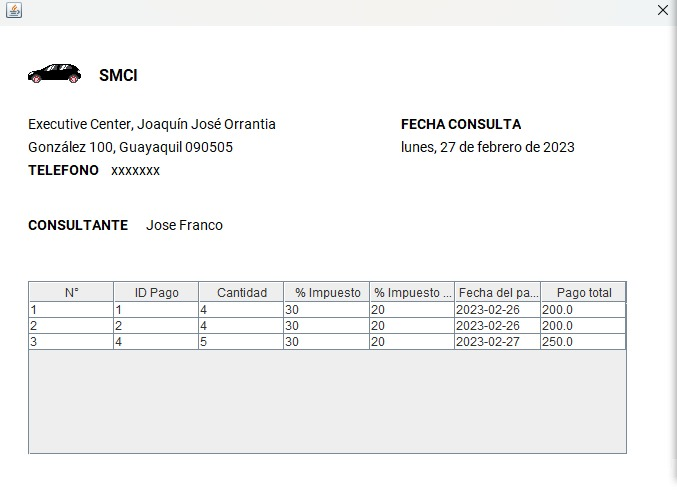 SMCI
Executive Center, Joaquín José Orrantia
González 100, Guayaquil 090505
TELEFONO xxxxxxx
FECHA CONSULTA
lunes, 27 de febrero de 2023
CONSULTANTE Jose Franco
N° ID Pago Cantidad % Impuesto % Impuesto ... Fecha del pa... Pago total
1 1 4 30 20 2023-02-26 200.0
2 2 4 30 20 2023-02-26 200.0
3 4 5 30 20 2023-02-27 250.0